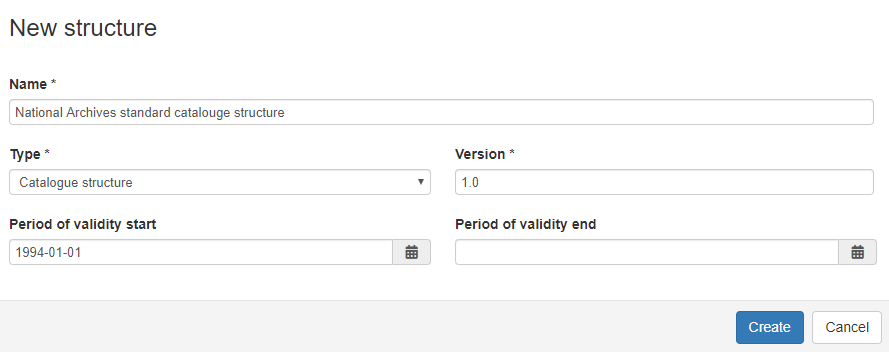 New structure
Name *
National Archives standard catalouge structure
Type * Version *
Catalogue structure 1.0
Period of validity start Period of validity end
1994-01-01
Create Cancel